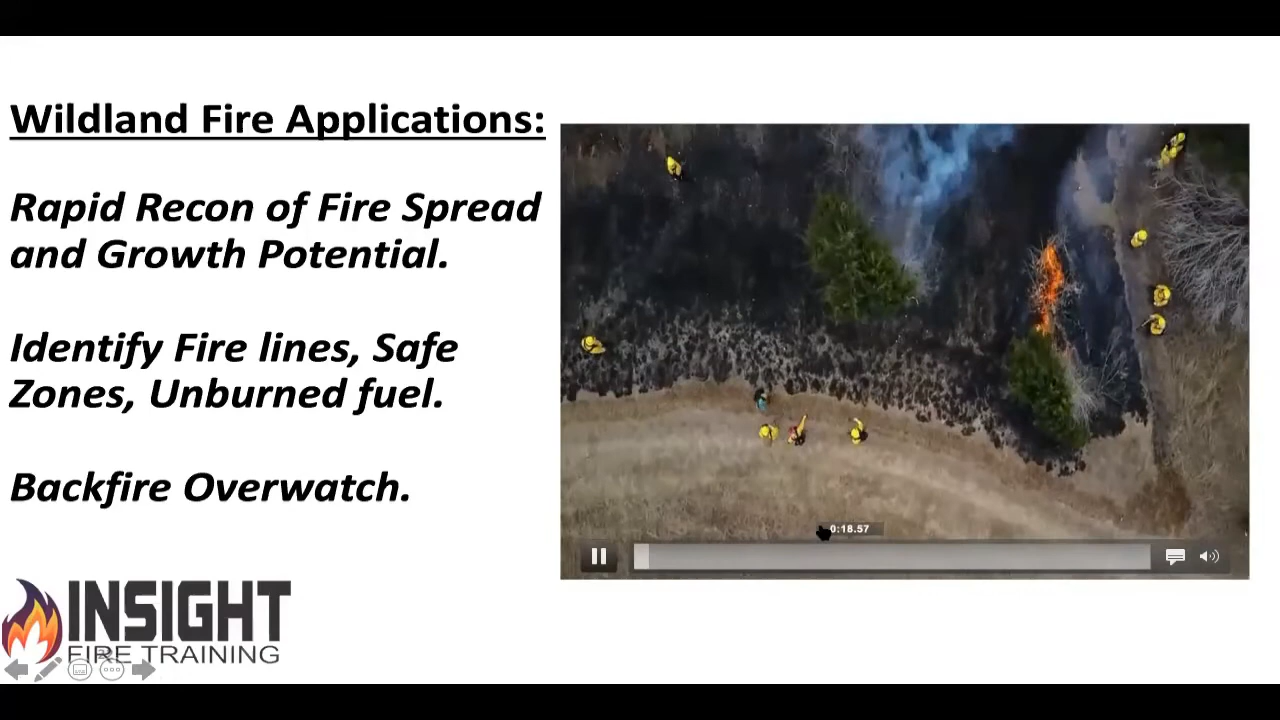 Wildland Fire Applications:
Rapid Recon of Fire Spread
and Growth Potential.
Identify Fire lines, Safe
Zones, Unburned fuel.
Backfire Overwatch.
0:18.57
INSIGHT
FIRE TRAINING